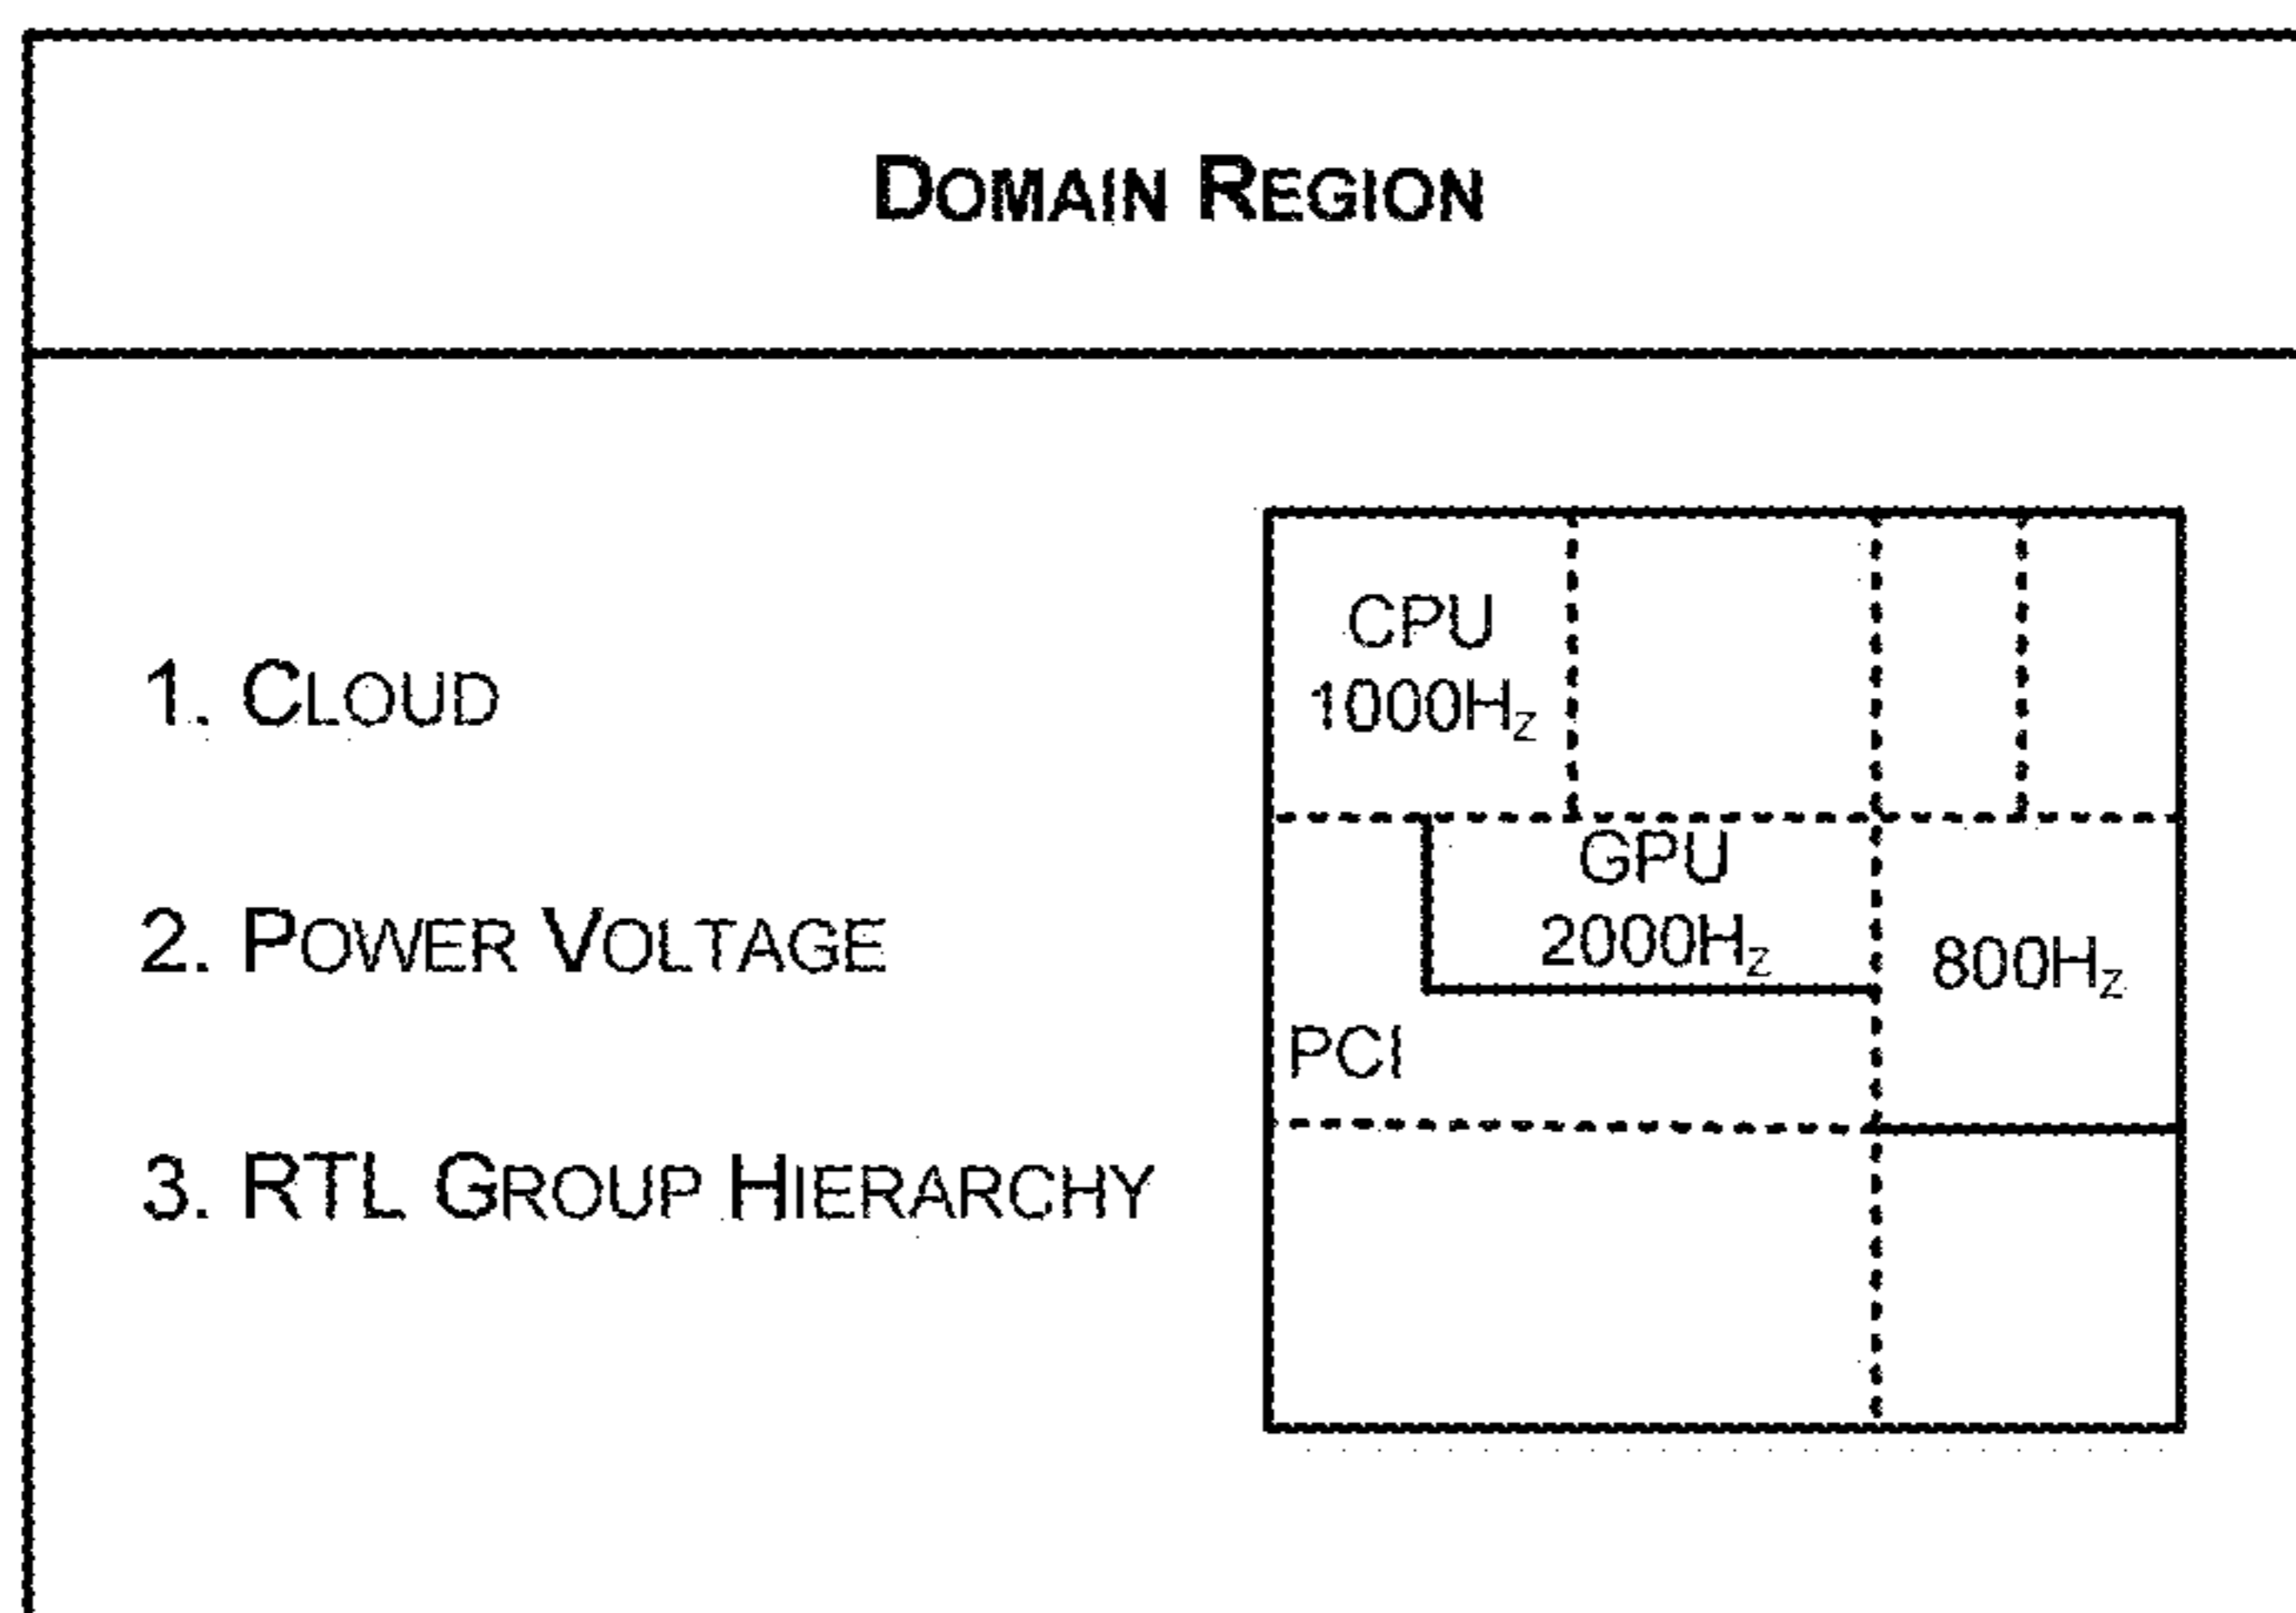 DOMAIN REGION
1. CLOUD
2. POWER VOLTAGE
3. RTL GROUP HIERARCHY
CPU
1000Hz
GPU
2000Hz
800Hz
PCI